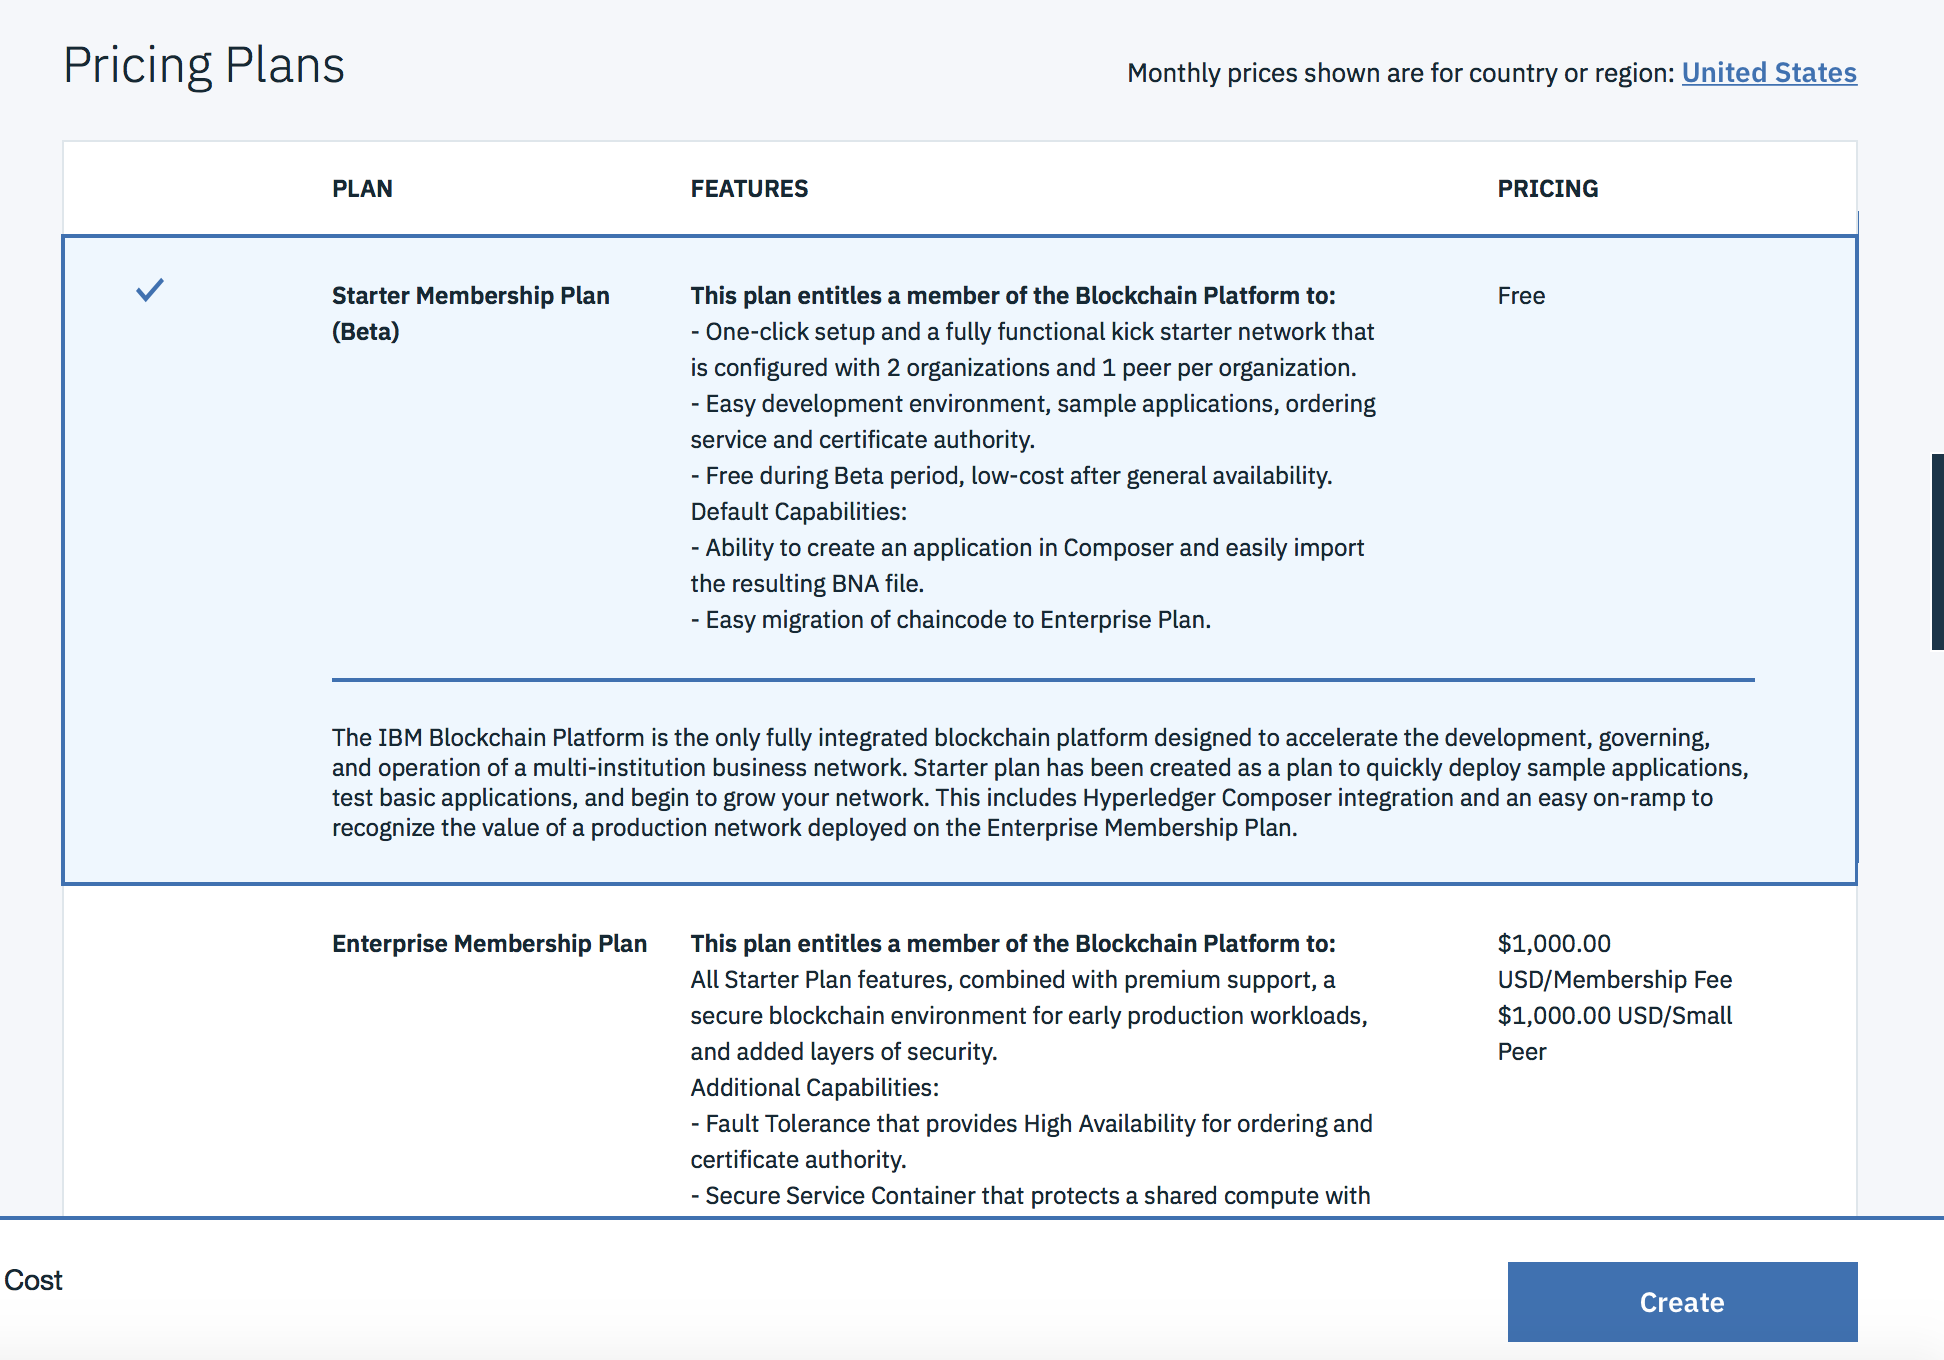 Pricing Plans
Monthly prices shown are for country or region: United States
PLAN
FEATURES
PRICING
Starter Membership Plan
(Beta)
This plan entitles a member of the Blockchain Platform to:
- One-click setup and a fully functional kick starter network that
is configured with 2 organizations and 1 peer per organization.
- Easy development environment, sample applications, ordering
service and certificate authority.
- Free during Beta period, low-cost after general availability.
Default Capabilities:
- Ability to create an application in Composer and easily import
the resulting BNA file.
- Easy migration of chaincode to Enterprise Plan.
Free
The IBM Blockchain Platform is the only fully integrated blockchain platform designed to accelerate the development, governing,
and operation of a multi-institution business network. Starter plan has been created as a plan to quickly deploy sample applications,
test basic applications, and begin to grow your network. This includes Hyperledger Composer integration and an easy on-ramp to
recognize the value of a production network deployed on the Enterprise Membership Plan.
Enterprise Membership Plan
This plan entitles a member of the Blockchain Platform to:
All Starter Plan features, combined with premium support, a
secure blockchain environment for early production workloads,
and added layers of security.
Additional Capabilities:
- Fault Tolerance that provides High Availability for ordering and
certificate authority.
- Secure Service Container that protects a shared compute with
$1,000.00
USD/Membership Fee
$1,000.00 USD/Small
Peer
Cost
Create